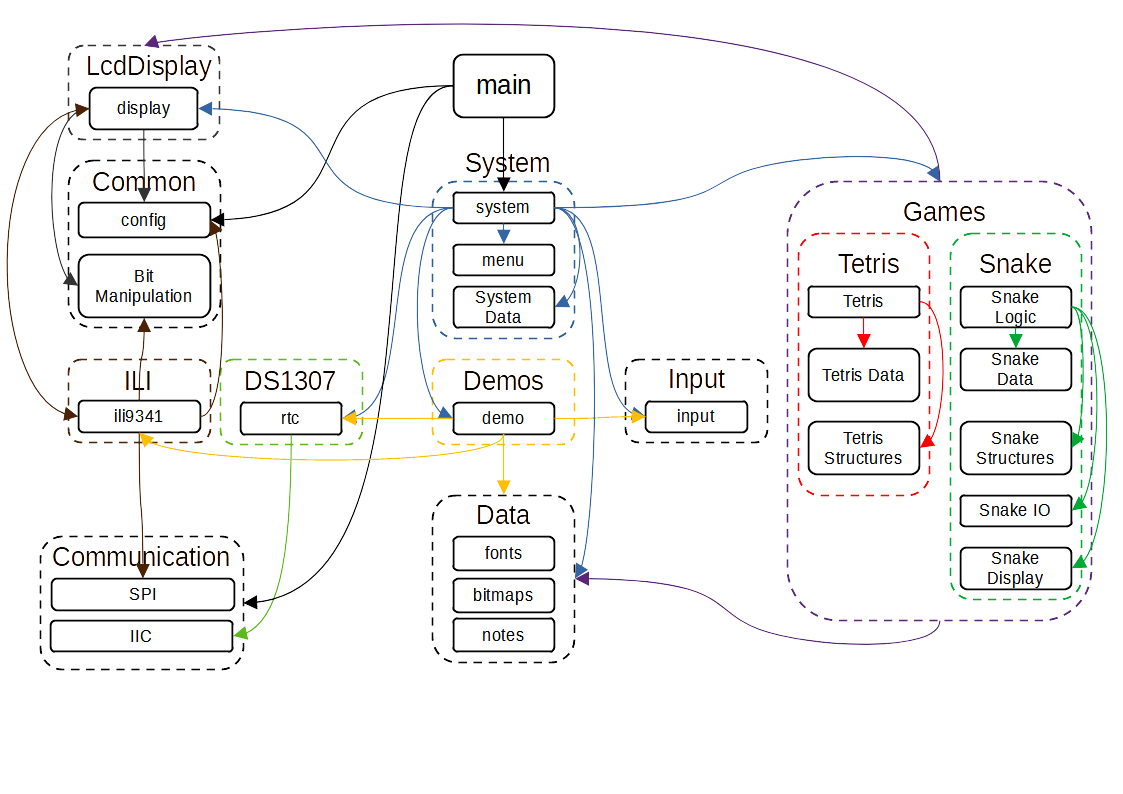 LcdDisplay
display
main
System
system
menu
System
Data
Common
config
Bit
Manipulation
Games
Tetris
Tetris
Tetris Data
Tetris
Structures
Snake
Snake
Logic
Snake
Data
Snake
Structures
Snake IO
Snake
Display
ILI
ili9341
DS1307
rtc
Demos
demo
Input
input
Communication
SPI
IIC
Data
fonts
bitmaps
notes